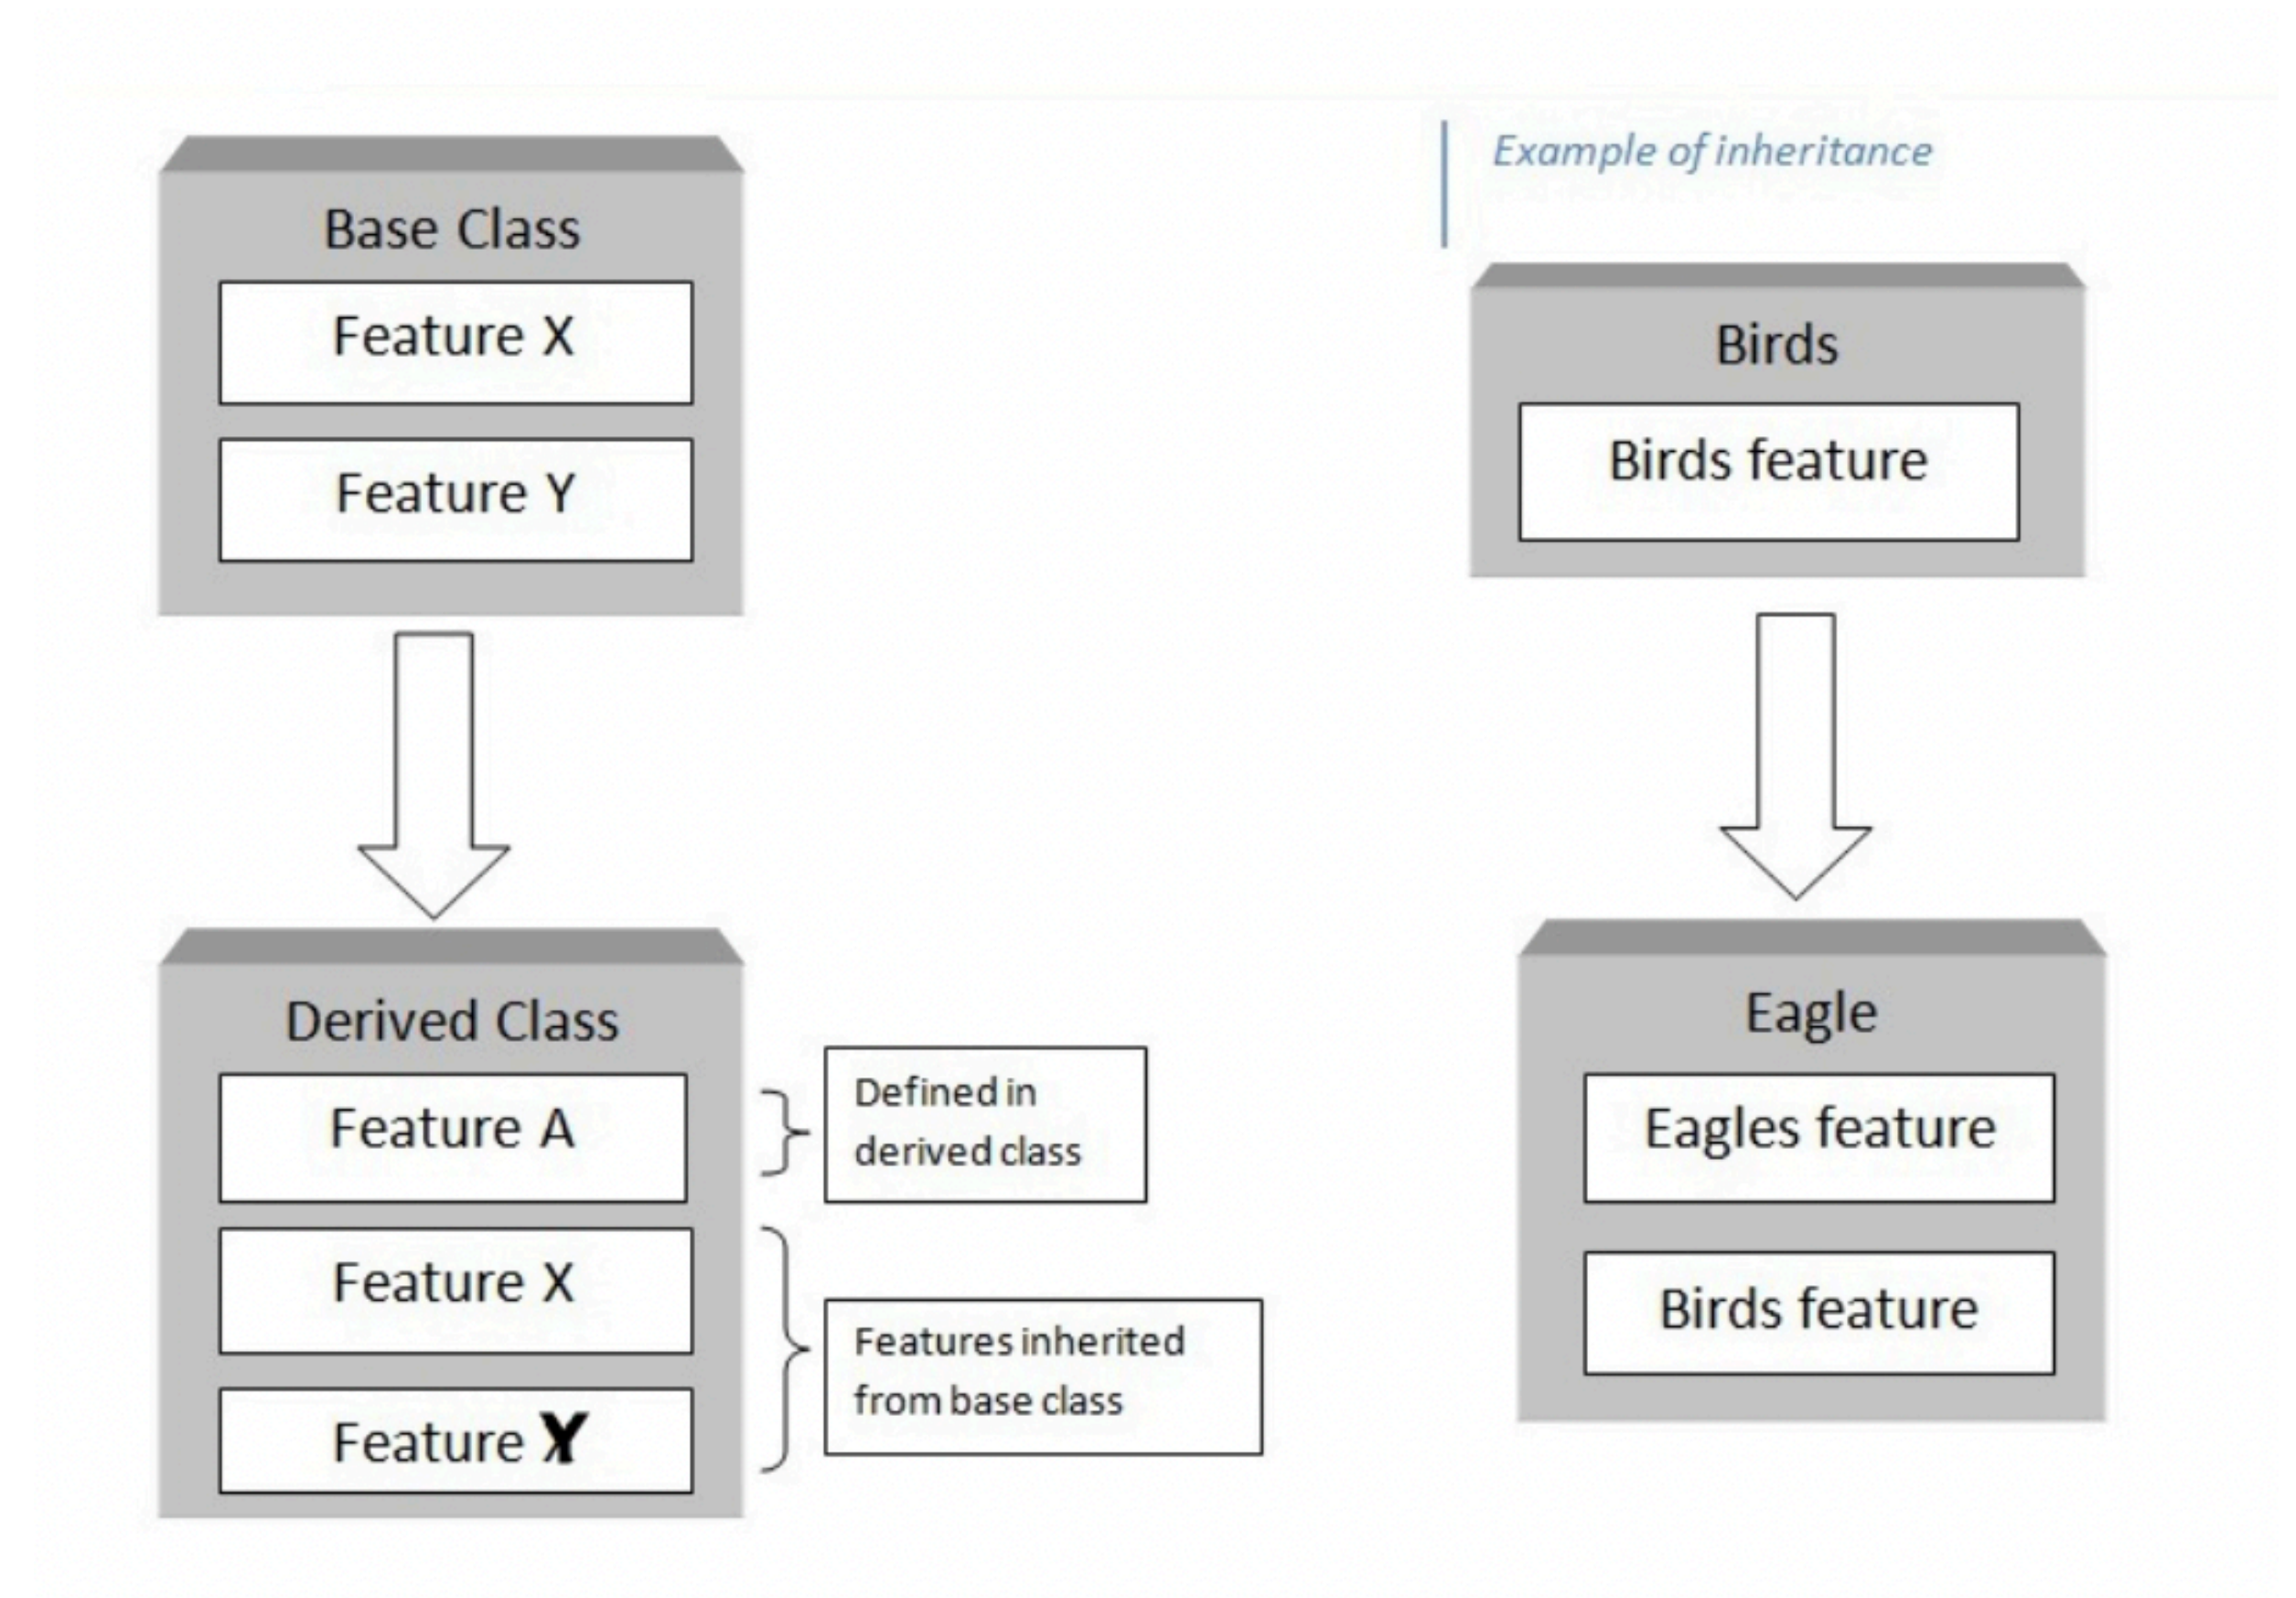 Base Class
Feature X
Feature Y
Derived Class
Feature A
Defined in
derived class
Feature X
Features inherited
from base class
Feature Y
Example of inheritance
Birds
Birds feature
Eagle
Eagles feature
Birds feature